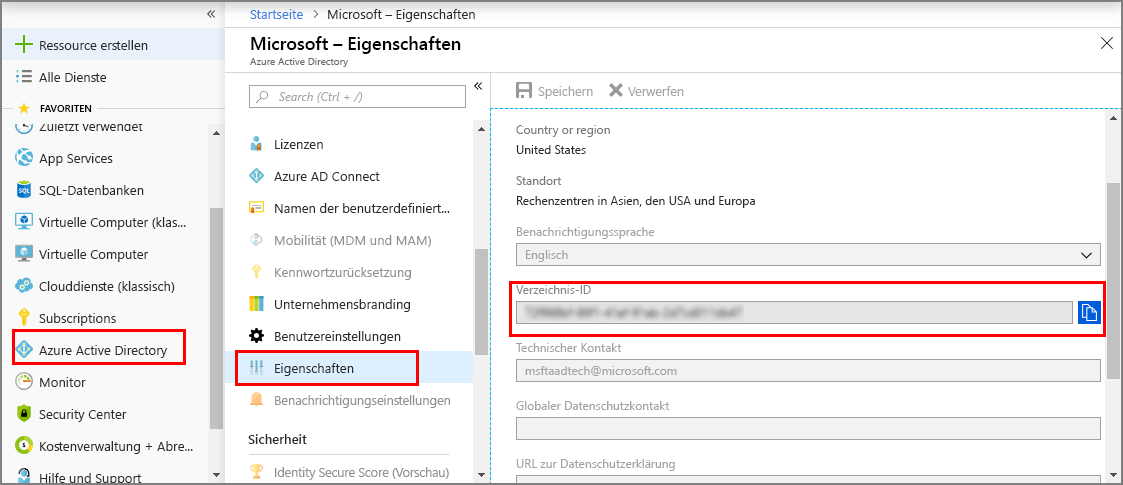 «
Ressource erstellen
Alle Dienste
FAVORITEN
Zuletzt verwendet
App Services
SQL-Datenbanken
Virtuelle Computer (klas...
Virtuelle Computer
Clouddienste (klassisch)
Subscriptions
Azure Active Directory
Monitor
Security Center
Kostenverwaltung + Abre...
Hilfe und Support
Startseite > Microsoft – Eigenschaften
Microsoft – Eigenschaften
Azure Active Directory
Search (Ctrl + /)
«
Lizenzen
Azure AD Connect
Namen der benutzerdefiniert...
Mobilität (MDM und MAM)
Kennwortzurücksetzung
Unternehmensbranding
Benutzereinstellungen
Eigenschaften
Benachrichtigungseinstellungen
Sicherheit
Identity Secure Score (Vorschau)
Speichern Verwerfen
Country or region
United States
Standort
Rechenzentren in Asien, den USA und Europa
Benachrichtigungssprache
Englisch
Verzeichnis-ID
Technischer Kontakt
msftaadtech@microsoft.com
Globaler Datenschutzkontakt
URL zur Datenschutzerklärung